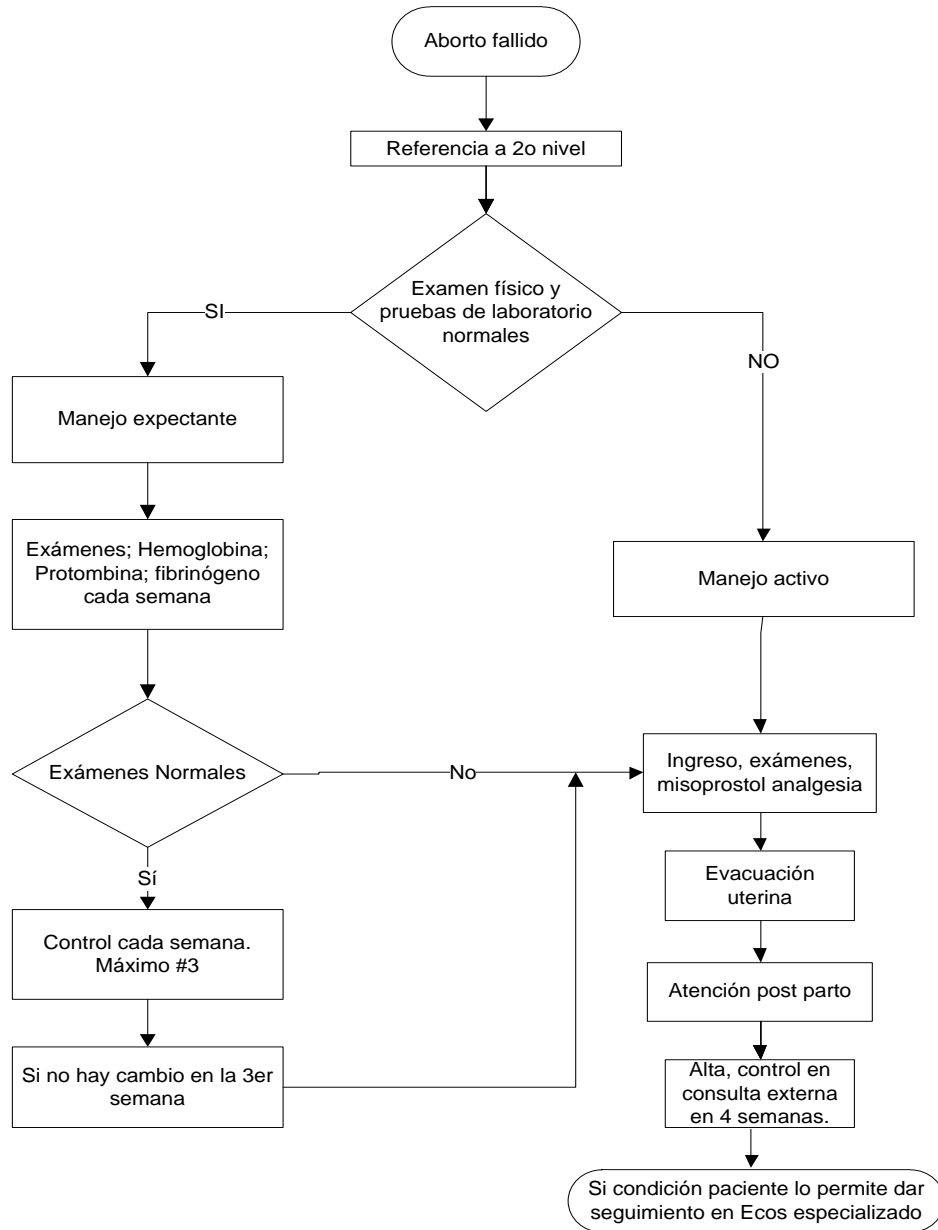 Aborto fallido
Referencia a 2o nivel
Examen físico y
pruebas de laboratorio
normales
SI
NO
Manejo expectante
Exámenes; Hemoglobina;
Protombina; fibrinógeno
cada semana
Manejo activo
Exámenes Normales
No
Ingreso, exámenes,
misoprostol analgesia
Sí
Evacuación
uterina
Control cada semana.
Máximo #3
Atención post parto
Si no hay cambio en la 3er
semana
Alta, control en
consulta externa
en 4 semanas.
Si condición paciente lo permite dar
seguimiento en Ecos especializado